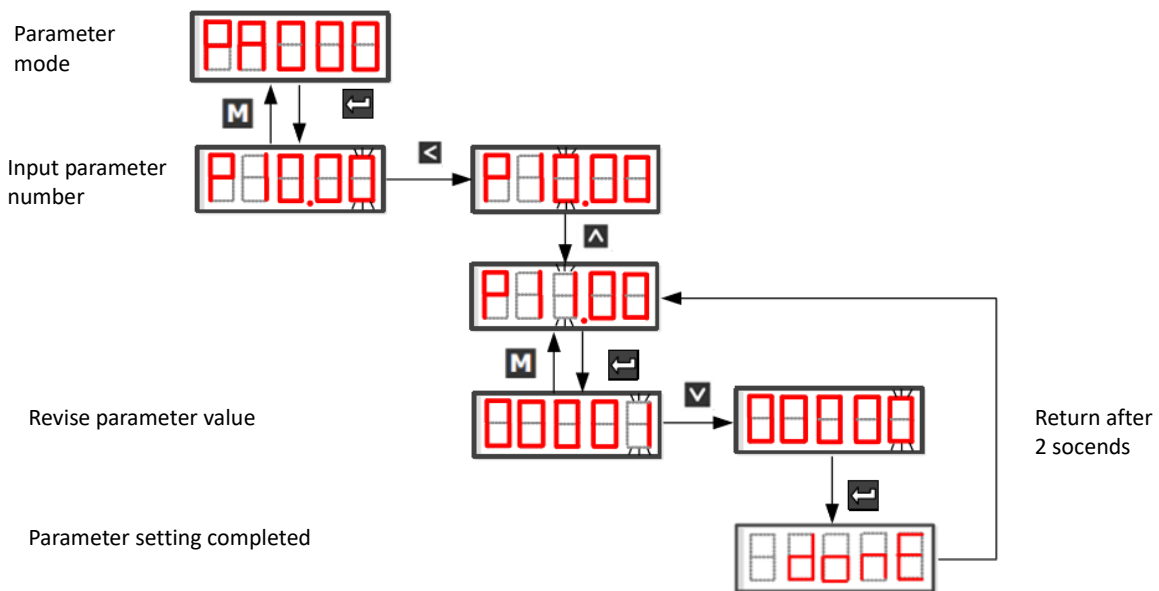 Parameter
mode
PA000
M
Input parameter
number
P10.00
<
P10.00
^
P11.00
M
Revise parameter value
00001
v
00000
Return after
2 socends
Parameter setting completed
donE